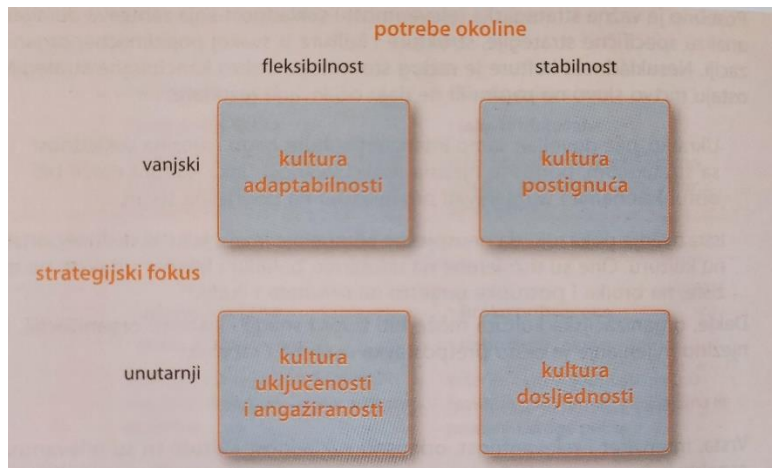 potrebe okoline
fleksibilnost
stabilnost
vanjski
kultura
adaptabilnosti
kultura
postignuća
strategijski fokus
unutarnji
kultura
uključenosti
i angažiranosti
kultura
dosljednosti